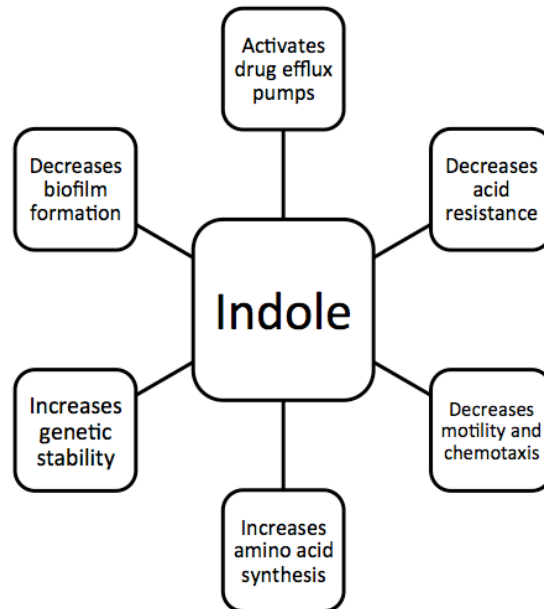 Activates
drug efflux
pumps
Decreases
biofilm
formation
Decreases
acid
resistance
Indole
Increases
genetic
stability
Decreases
motility and
chemotaxis
Increases
amino acid
synthesis